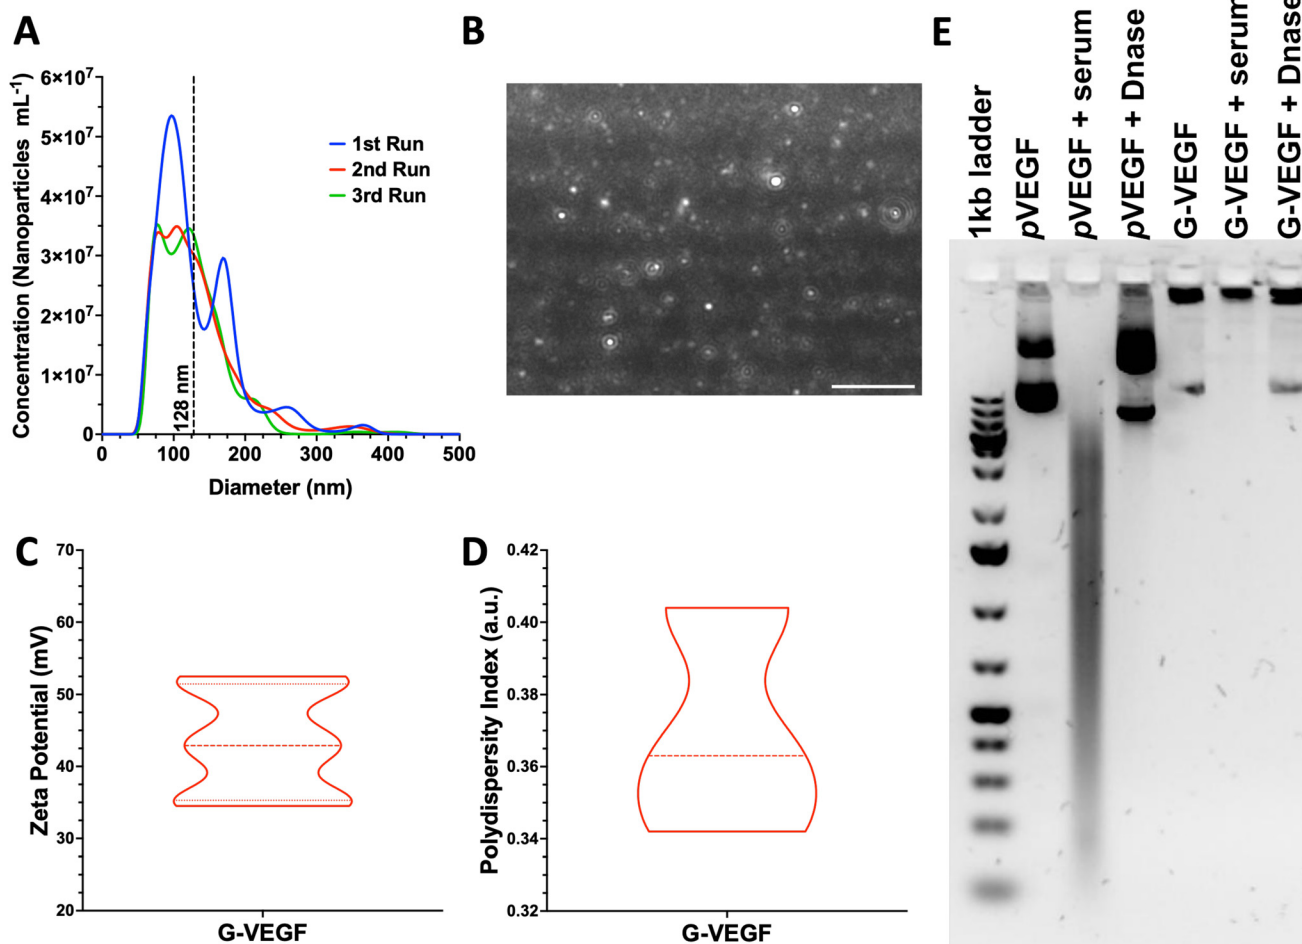 A
Concentration (Nanoparticles mL⁻¹)
6×10⁷
5×10⁷
4×10⁷
3×10⁷
2×10⁷
1×10⁷
0
1st Run
2nd Run
3rd Run
128 nm
0 100 200 300 400 500
Diameter (nm)
B
C
Zeta Potential (mV)
70
60
50
40
30
20
G-VEGF
D
Polydispersity Index (a.u.)
0.42
0.40
0.38
0.36
0.34
0.32
G-VEGF
E
1kb ladder
pVEGF
pVEGF + serum
pVEGF + Dnase
G-VEGF
G-VEGF + serum
G-VEGF + Dnase